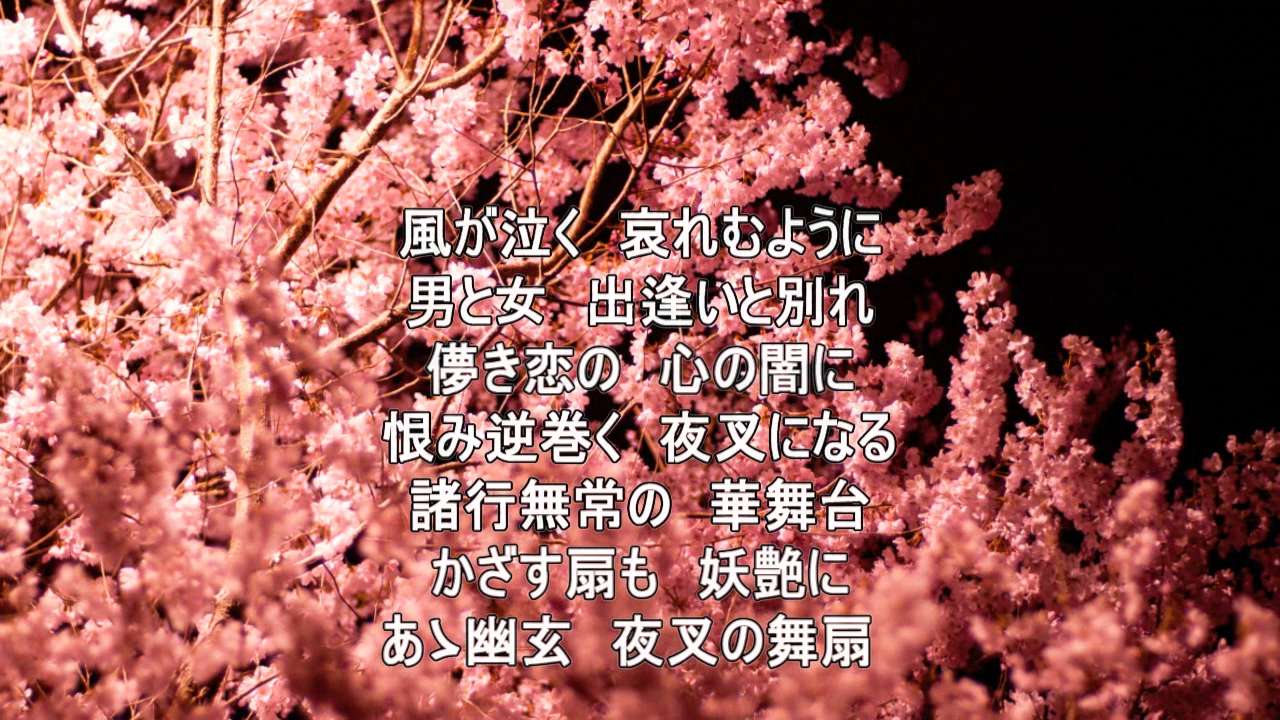 風が泣く　哀れむように
男と女　出逢いと別れ
儚き恋の　心の闇に
恨み逆巻く　夜叉になる
諸行無常の　華舞台
かざす扇も　妖艶に
あゝ幽玄　夜叉の舞扇